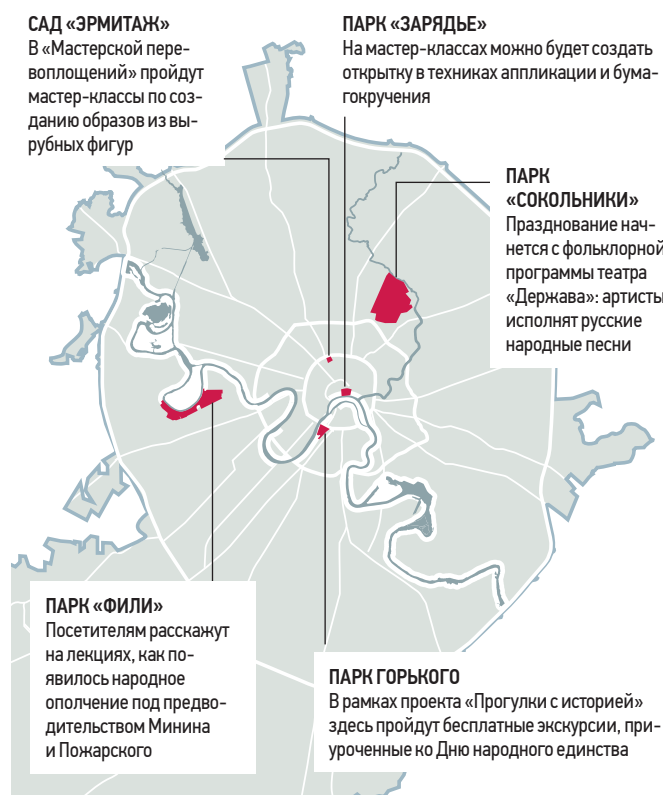 САД «ЭРМИТАЖ»
В «Мастерской пере-
воплощений» пройдут
мастер-классы по соз-
данию образов из вы-
рубных фигур
ПАРК «ЗАРЯДЬЕ»
На мастер-классах можно будет создать
открытку в техниках аппликации и бума-
гокручения
ПАРК
«СОКОЛЬНИКИ»
Празднование нач-
нется с фольклорной
программы театра
«Держава»: артисты
исполнят русские
народные песни
ПАРК «ФИЛИ»
Посетителям расскажут
на лекциях, как по-
явилось народное
ополчение под предво-
дительством Минина
и Пожарского
ПАРК ГОРЬКОГО
В рамках проекта «Прогулки с историей»
здесь пройдут бесплатные экскурсии, при-
уроченные ко Дню народного единства